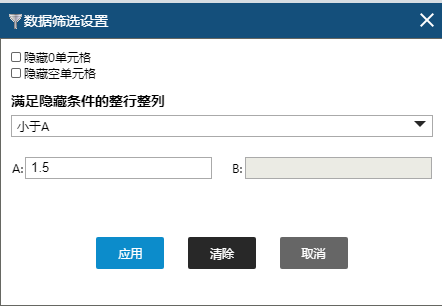 数据筛选设置
隐藏0单元格
隐藏空单元格
满足隐藏条件的整行整列
小于A
A: 1.5 B:
应用 清除 取消